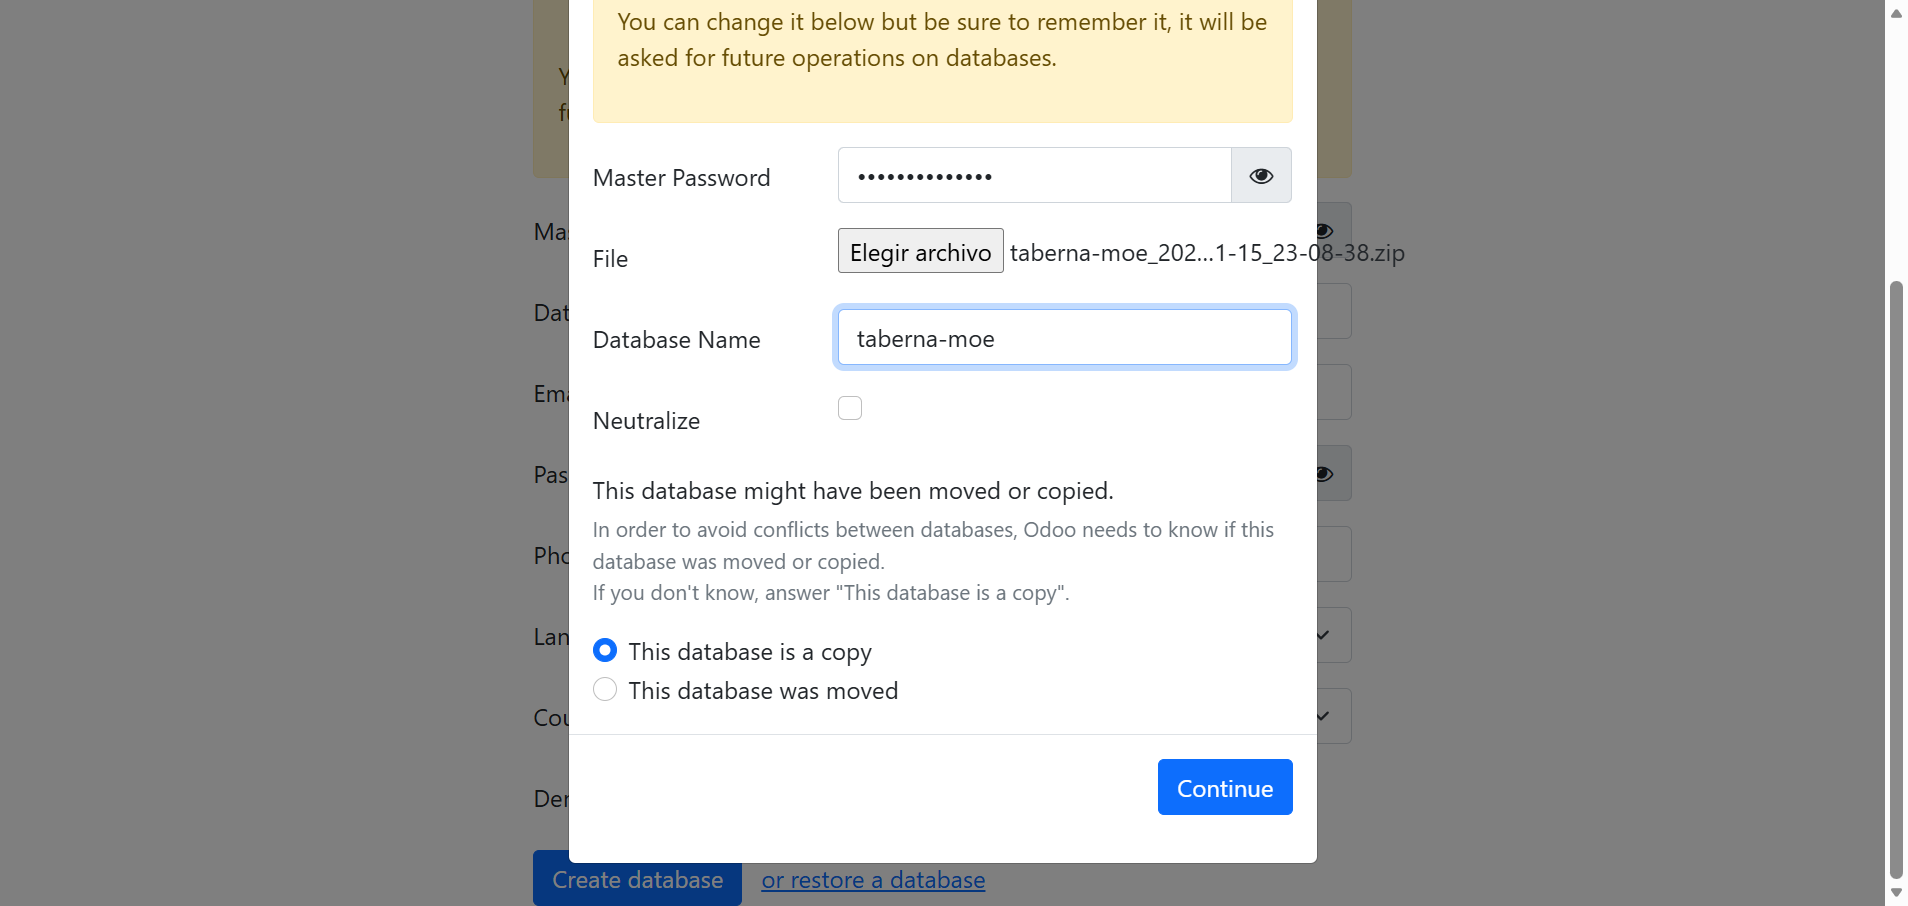 You can change it below but be sure to remember it, it will be
asked for future operations on databases.
Master Password
••••••••••••••
File
Elegir archivo taberna-moe_202...1-15_23-08-38.zip
Database Name
taberna-moe
Neutralize
This database might have been moved or copied.
In order to avoid conflicts between databases, Odoo needs to know if this
database was moved or copied.
If you don't know, answer "This database is a copy".
This database is a copy
This database was moved
Continue
Create database or restore a database